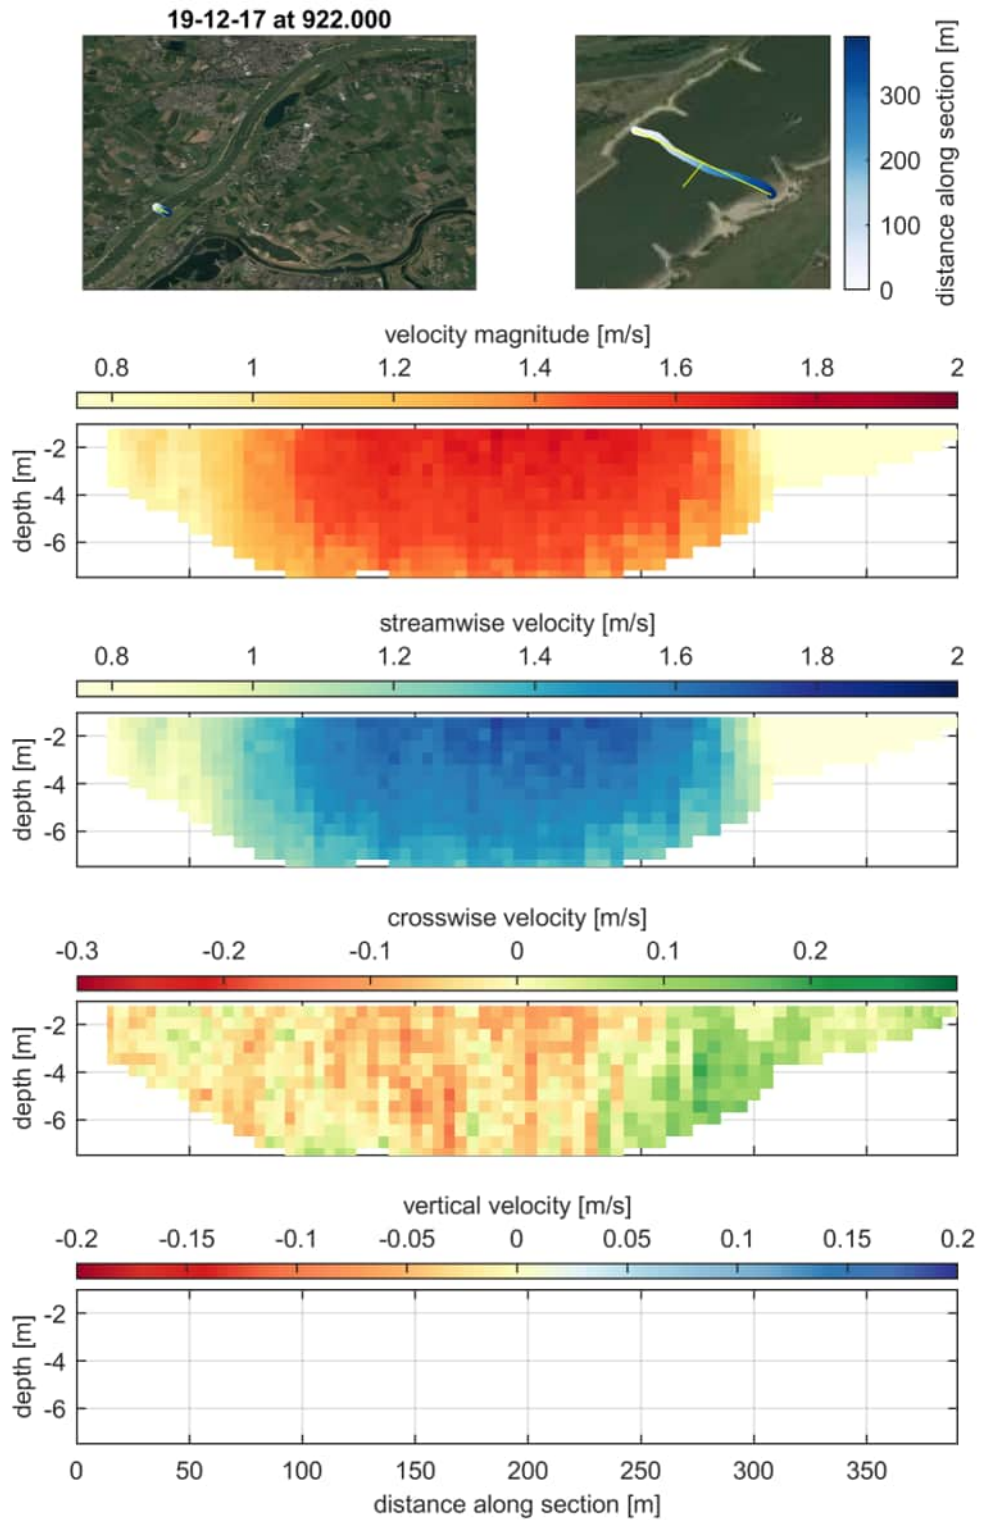 19-12-17 at 922.000
300
200
100
0
distance along section [m]
velocity magnitude [m/s]
0.8 1 1.2 1.4 1.6 1.8 2
-2
-4
-6
depth [m]
streamwise velocity [m/s]
0.8 1 1.2 1.4 1.6 1.8 2
-2
-4
-6
depth [m]
crosswise velocity [m/s]
-0.3 -0.2 -0.1 0 0.1 0.2
-2
-4
-6
depth [m]
vertical velocity [m/s]
-0.2 -0.15 -0.1 -0.05 0 0.05 0.1 0.15 0.2
-2
-4
-6
depth [m]
0 50 100 150 200 250 300 350
distance along section [m]